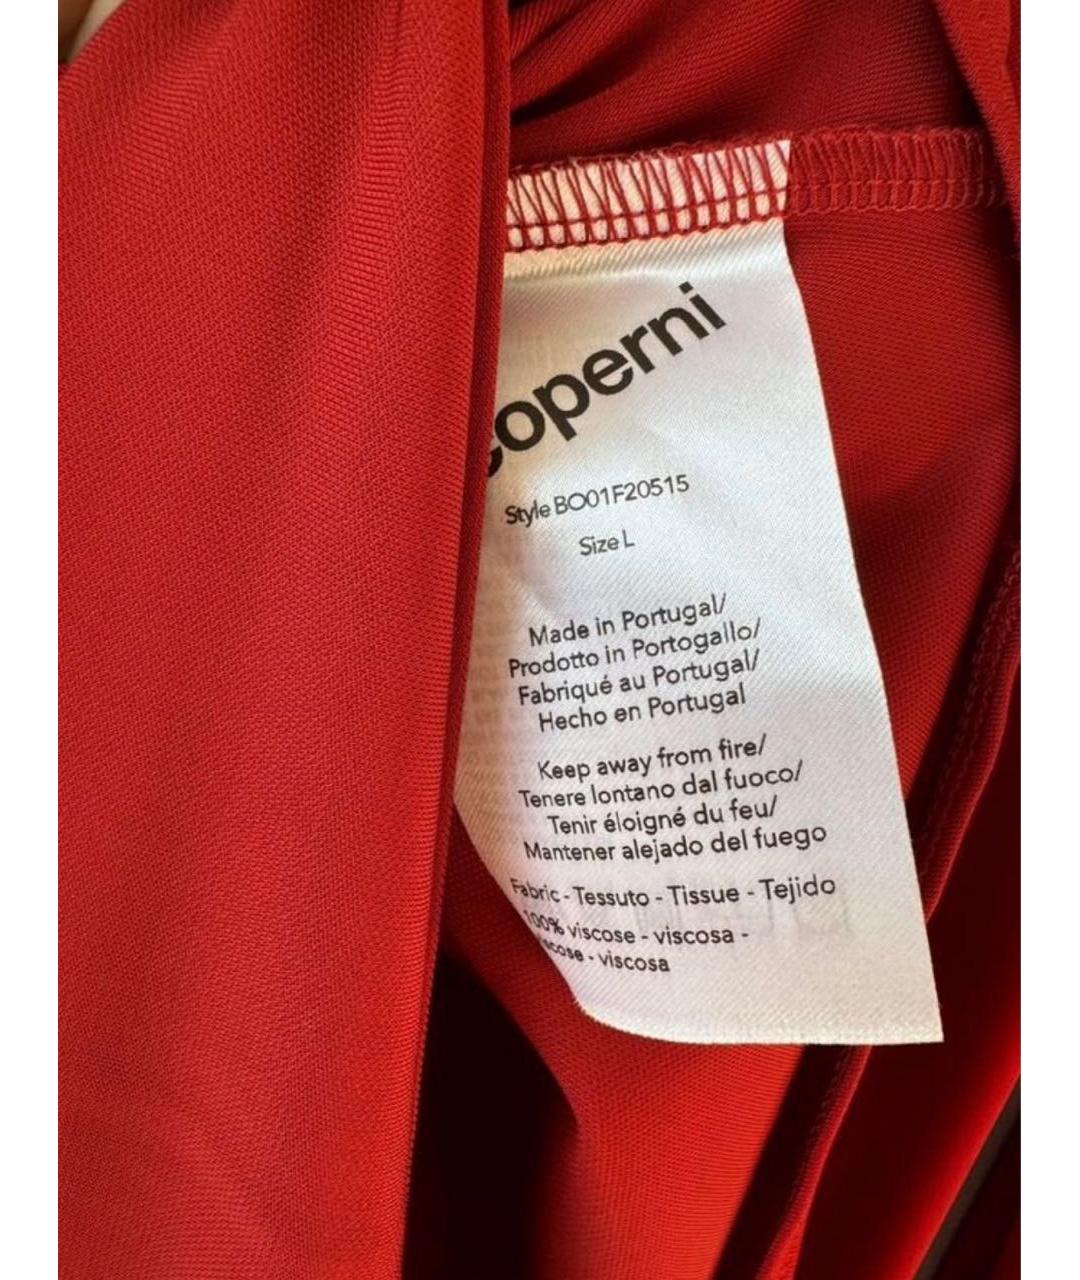 coperni
Style BO01F20515
Size L
Made in Portugal/
Prodotto in Portogallo/
Fabriqué au Portugal/
Hecho en Portugal
Keep away from fire/
Tenere lontano dal fuoco/
Tenir éloigné du feu/
Mantener alejado del fuego
Fabric - Tessuto - Tissue - Tejido
100% viscose - viscosa -
viscose - viscosa